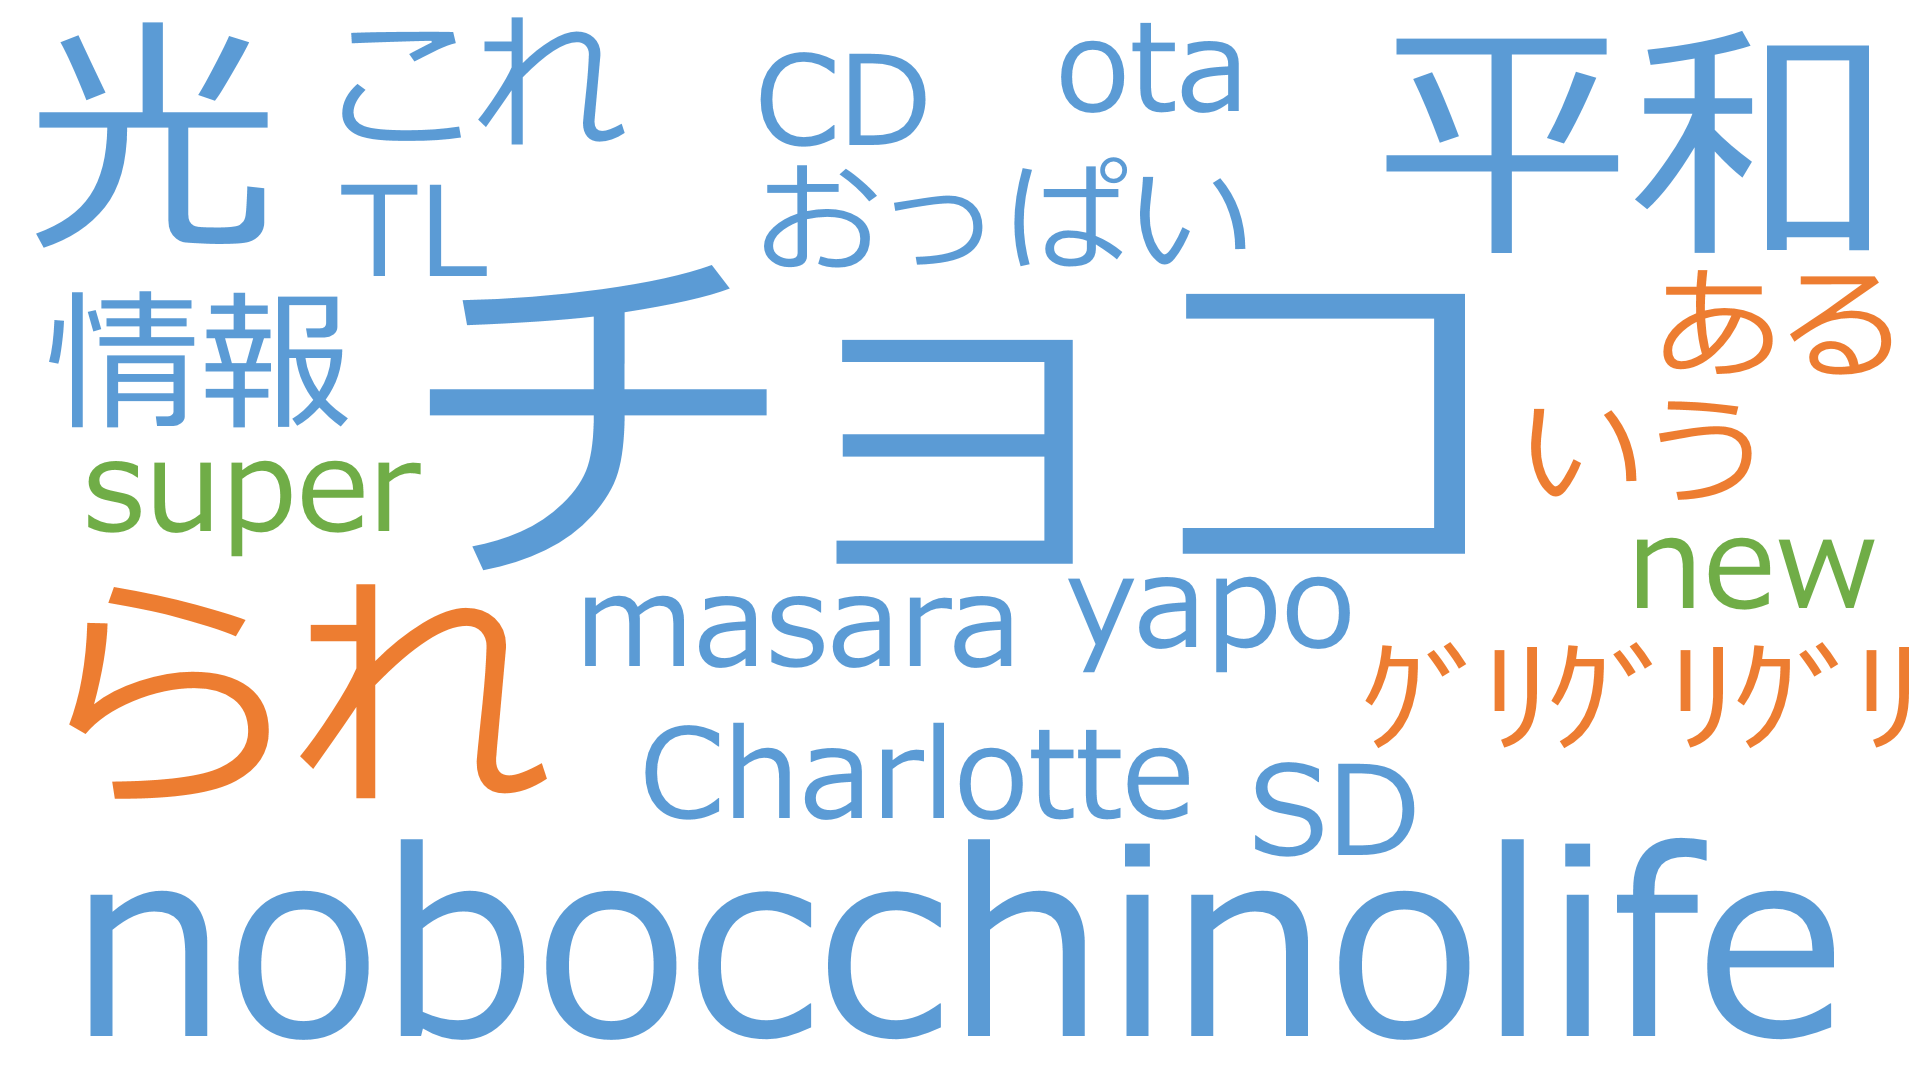 光
これ
CD
ota
平和
TL
おっぱい
情報
チョコ
ある
いう
super
new
られ
masara
yapo
ｸﾞﾘｸﾞﾘｸﾞﾘ
Charlotte
SD
nobocchinolife